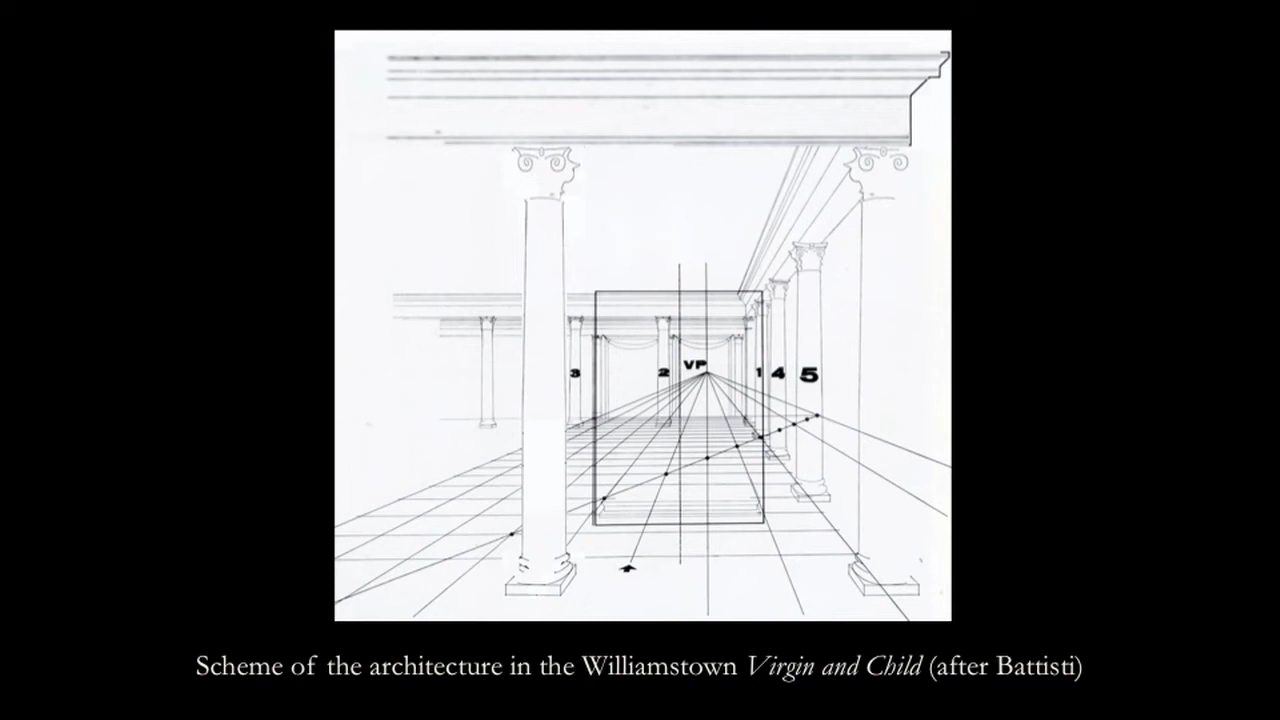 VP
3 2 1 4 5
Scheme of the architecture in the Williamstown Virgin and Child (after Battisti)